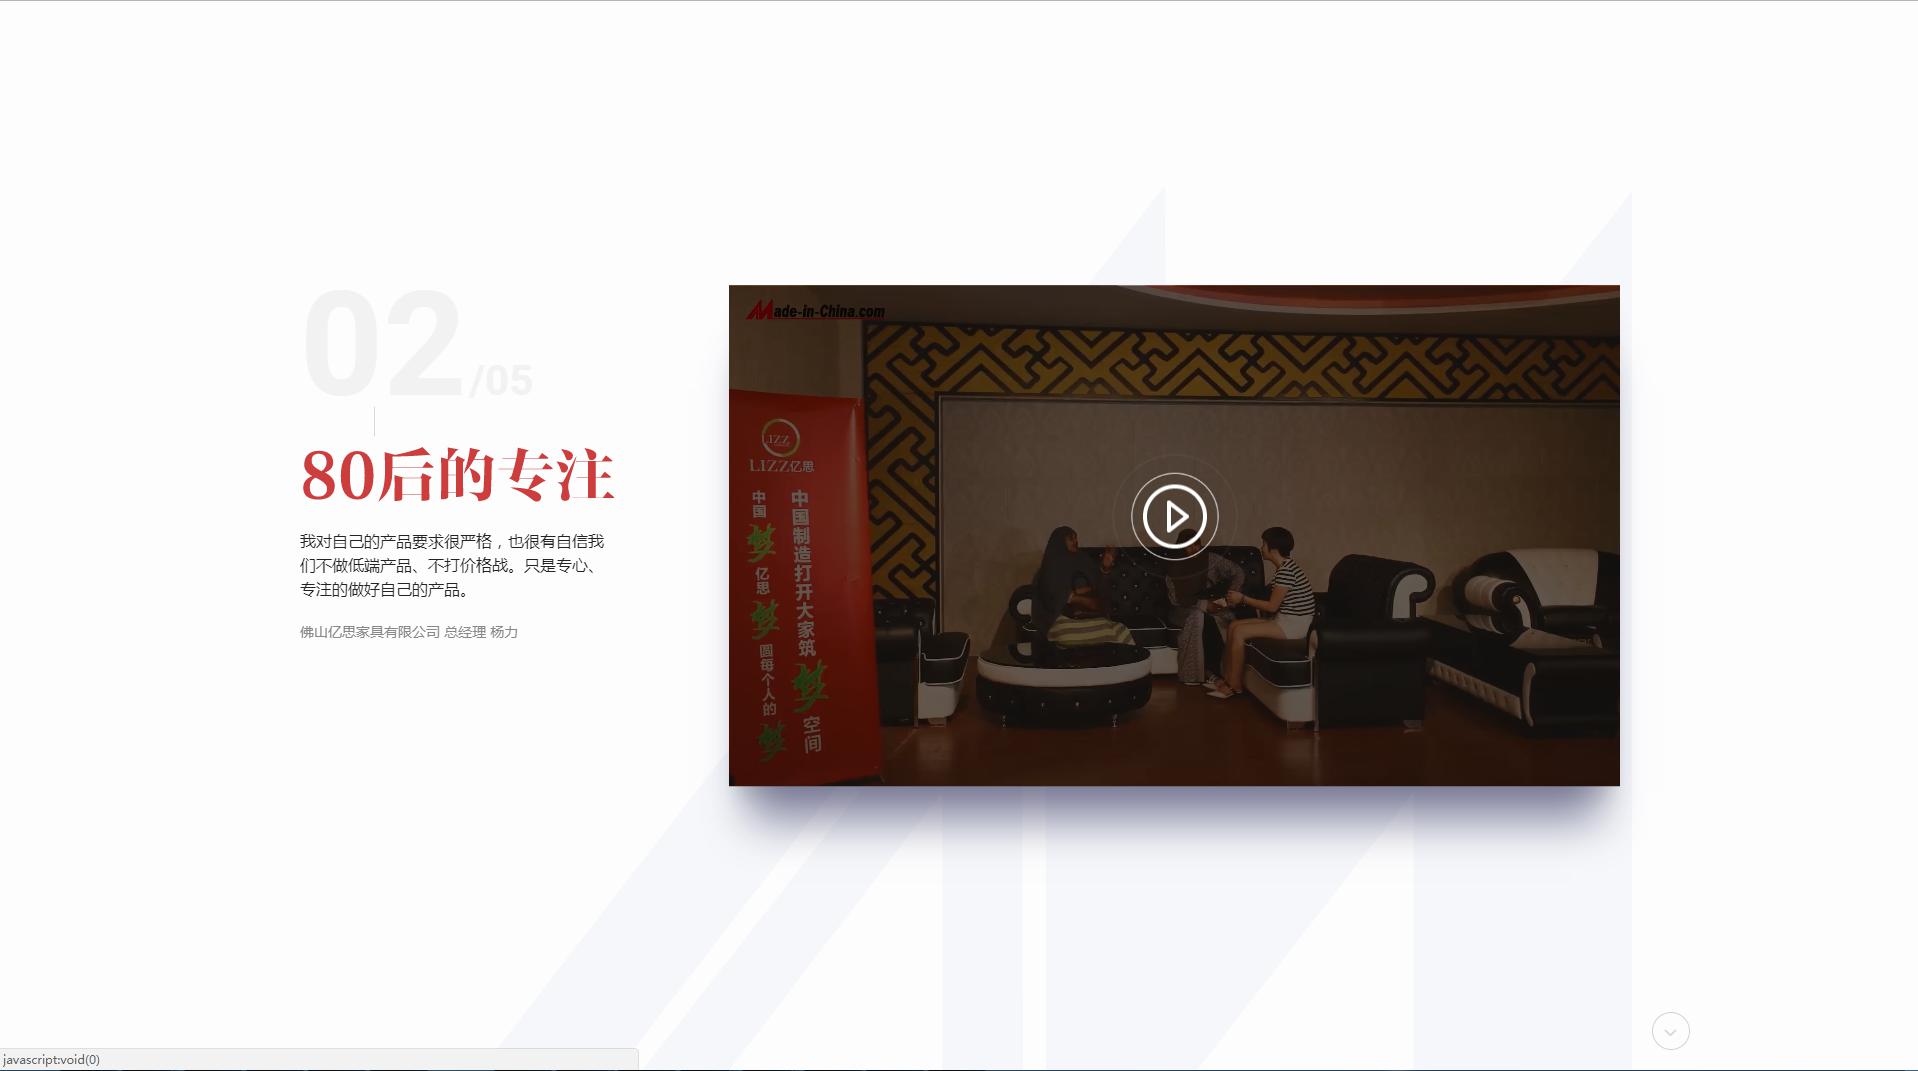 02/05
80后的专注
我对自己的产品要求很严格，也很有自信我
们不做低端产品、不打价格战。只是专心、
专注的做好自己的产品。
佛山亿思家具有限公司 总经理 杨力
Made-in-China.com
LIZZ
LIZZ亿思
中国制造打开大家筑梦空间
中国梦亿思梦圆每个人的梦
javascript:void(0)